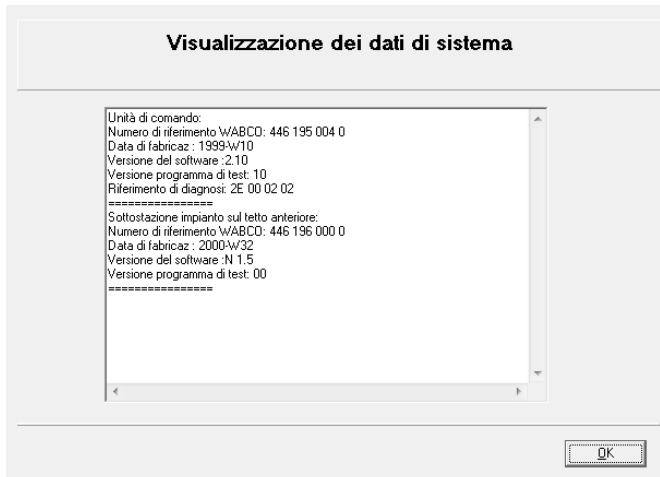 Visualizzazione dei dati di sistema
Unità di comando:
Numero di riferimento WABCO: 446 195 004 0
Data di fabricaz : 1999-W10
Versione del software :2.10
Versione programma di test: 10
Riferimento di diagnosi: 2E 00 02 02
================
Sottostazione impianto sul tetto anteriore:
Numero di riferimento WABCO: 446 196 000 0
Data di fabricaz : 2000-W32
Versione del software :N 1.5
Versione programma di test: 00
================
OK